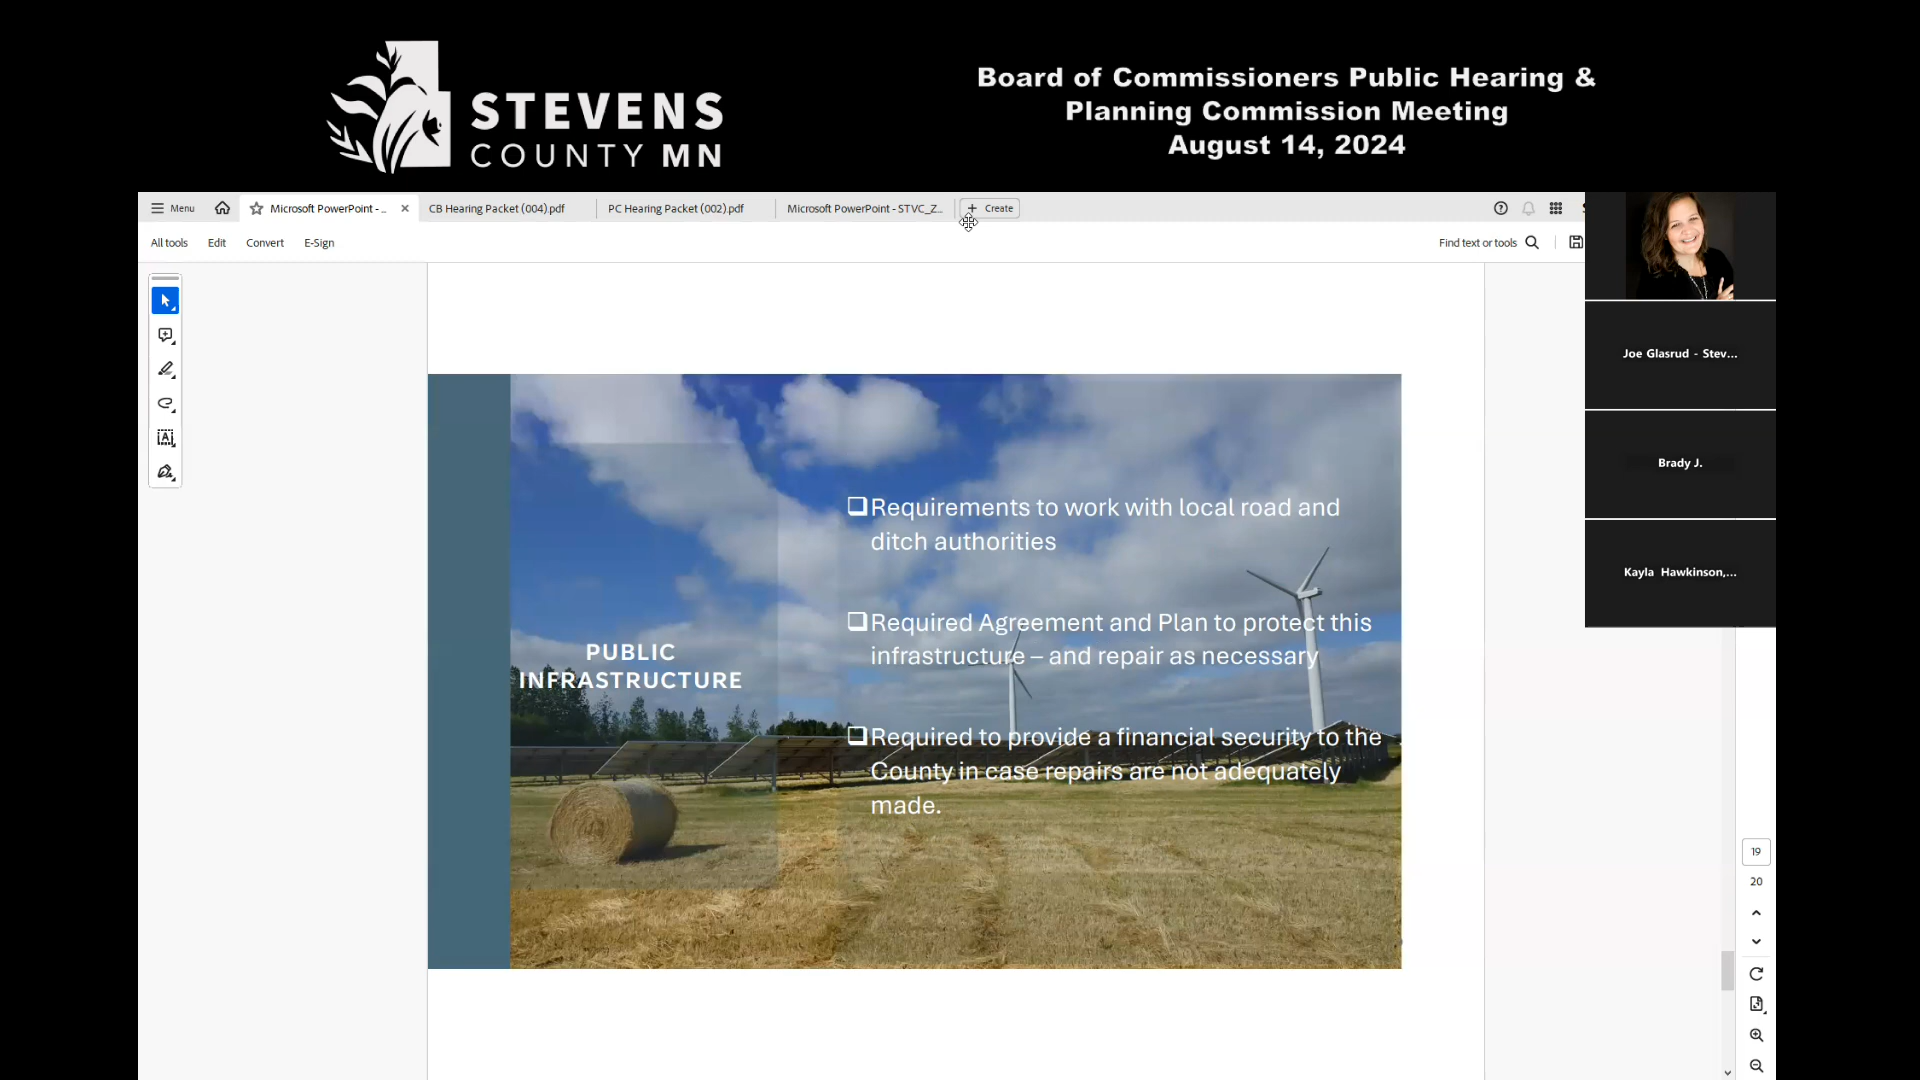 STEVENS
COUNTY MN
Board of Commissioners Public Hearing &
Planning Commission Meeting
August 14, 2024
Menu
Microsoft PowerPoint - ...
CB Hearing Packet (004).pdf
PC Hearing Packet (002).pdf
Microsoft PowerPoint - STVC_Z...
Create
All tools
Edit
Convert
E-Sign
Find text or tools
Joe Glasrud - Stev...
Brady J.
Kayla Hawkinson,...
PUBLIC
INFRASTRUCTURE
Requirements to work with local road and
ditch authorities
Required Agreement and Plan to protect this
infrastructure – and repair as necessary
Required to provide a financial security to the
County in case repairs are not adequately
made.
19
20